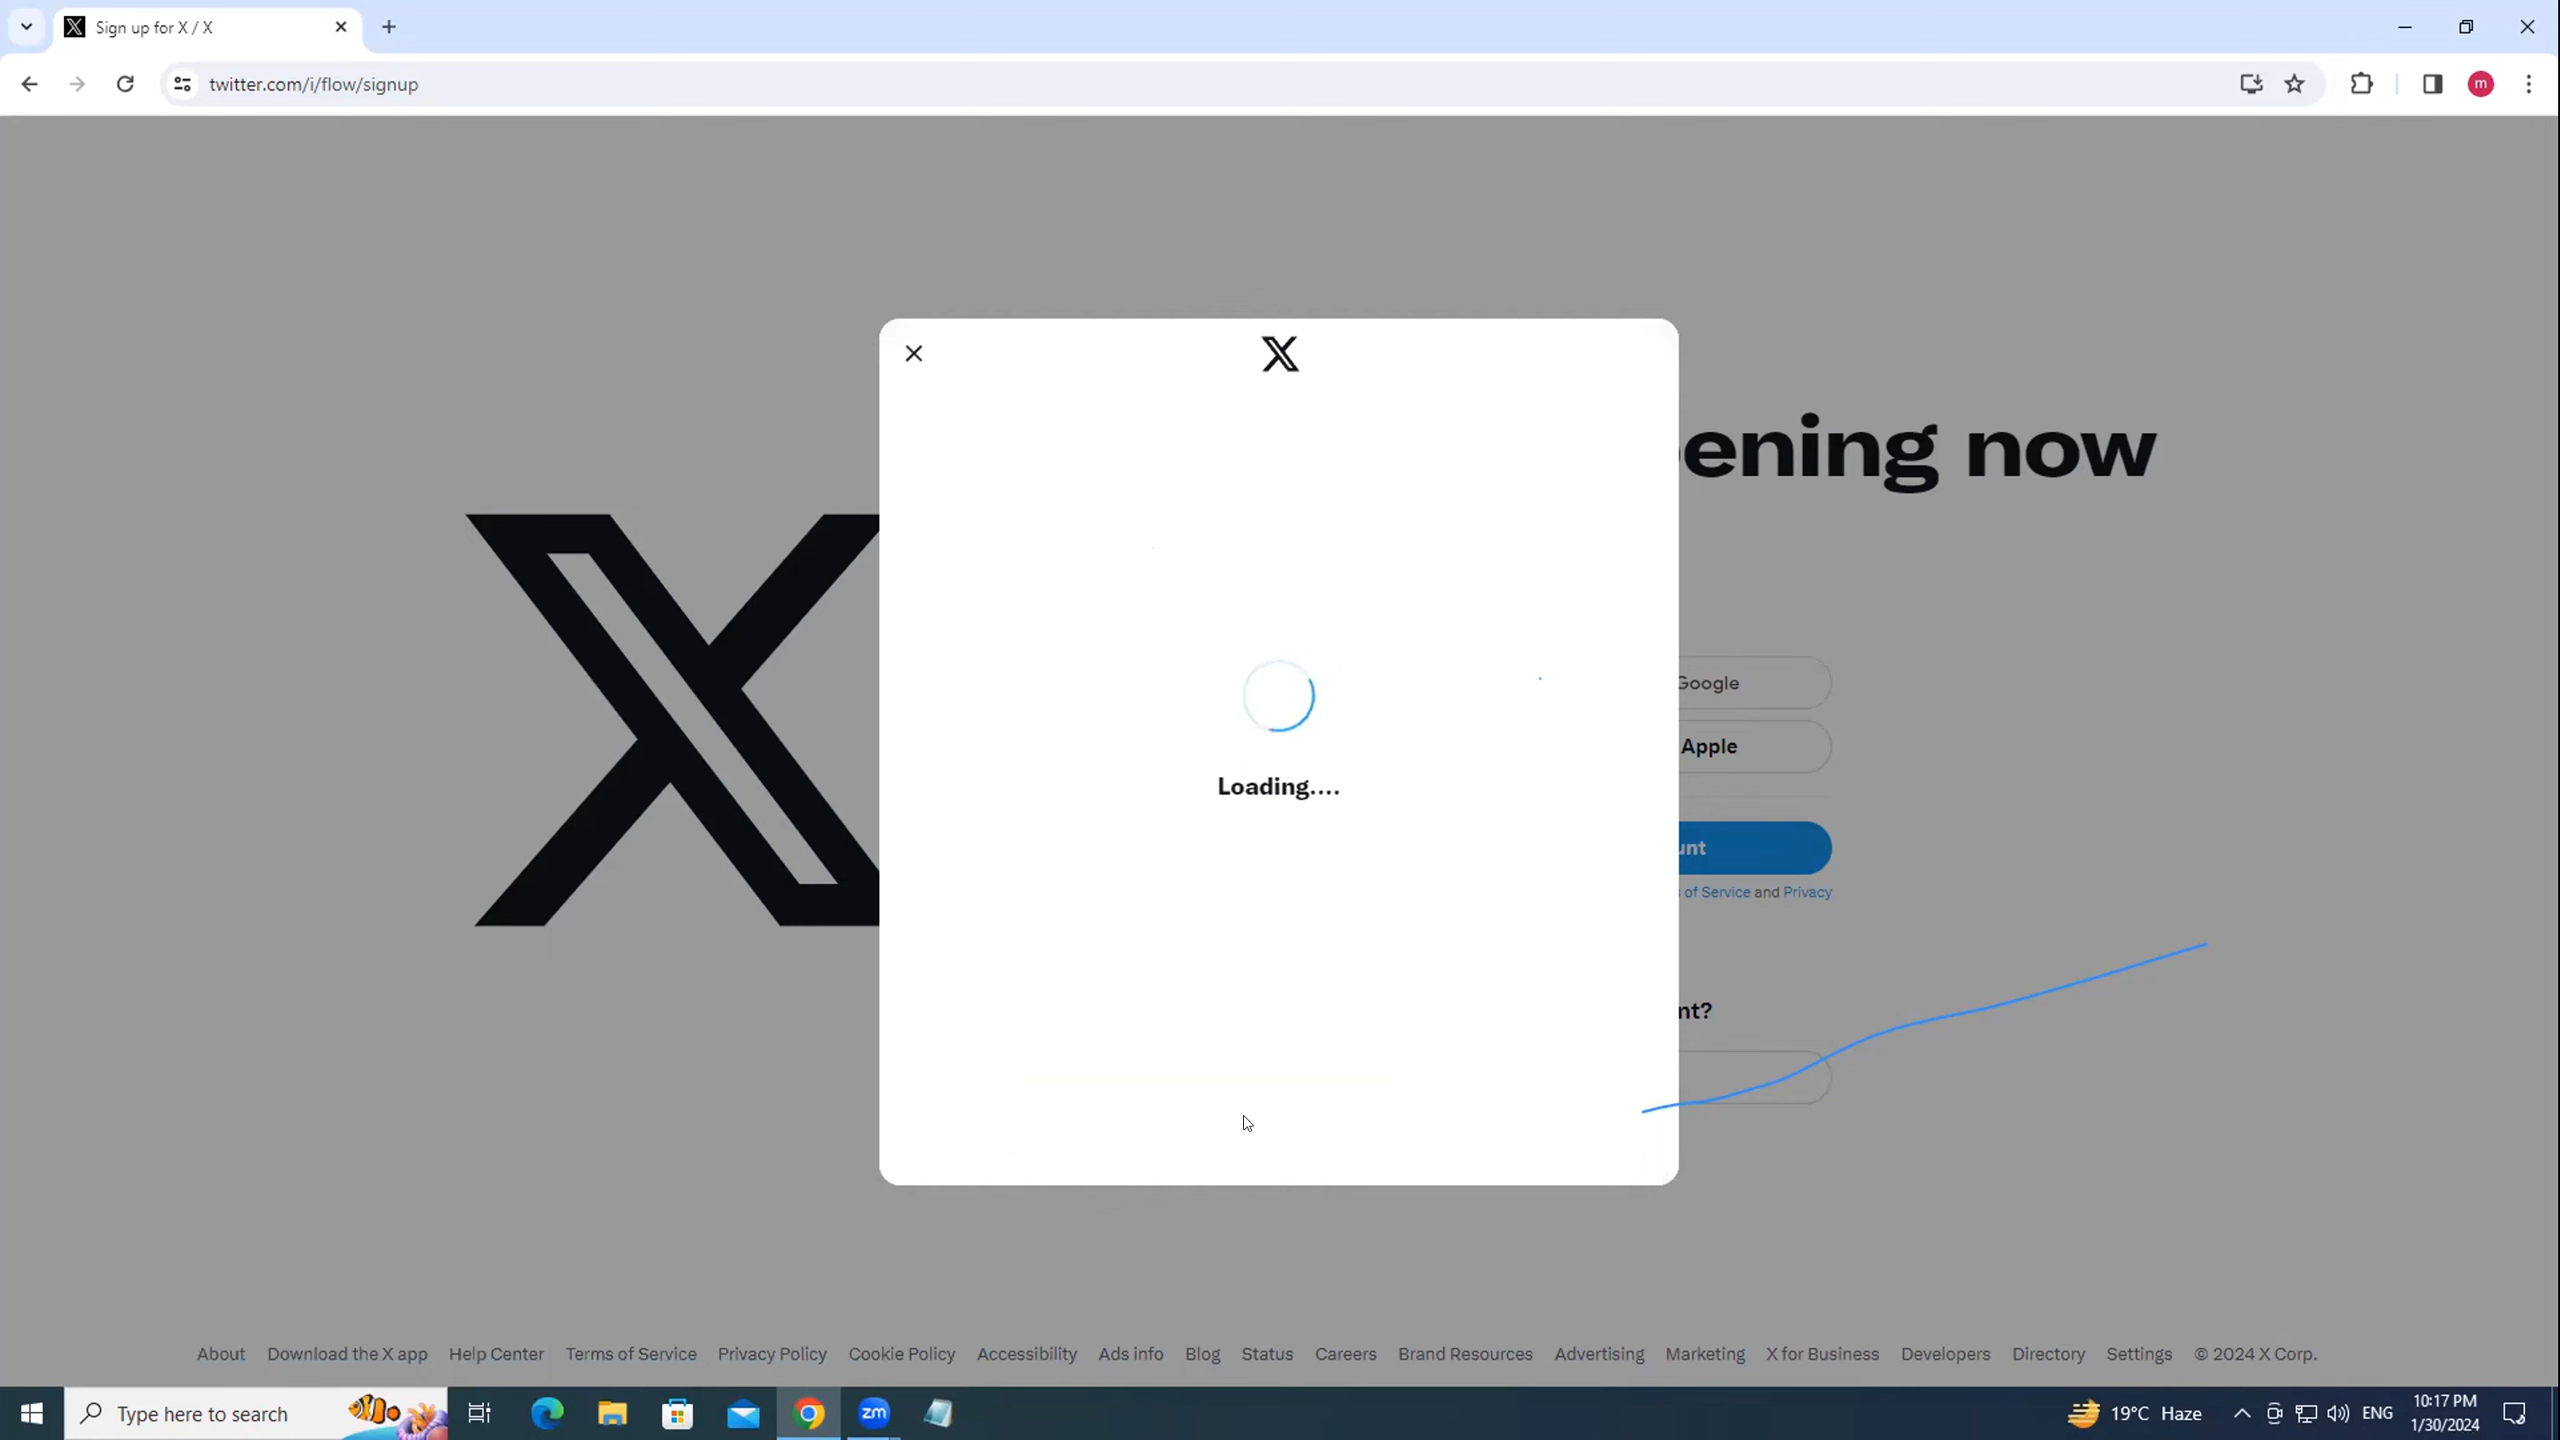 Sign up for X / X
twitter.com/i/flow/signup
m
ening now
Google
Apple
Loading....
unt
of Service and Privacy
nt?
About Download the X app Help Center Terms of Service Privacy Policy Cookie Policy Accessibility Ads info Blog Status Careers Brand Resources Advertising Marketing X for Business Developers Directory Settings © 2024 X Corp.
Type here to search
zm
19°C Haze
ENG
10:17 PM
1/30/2024